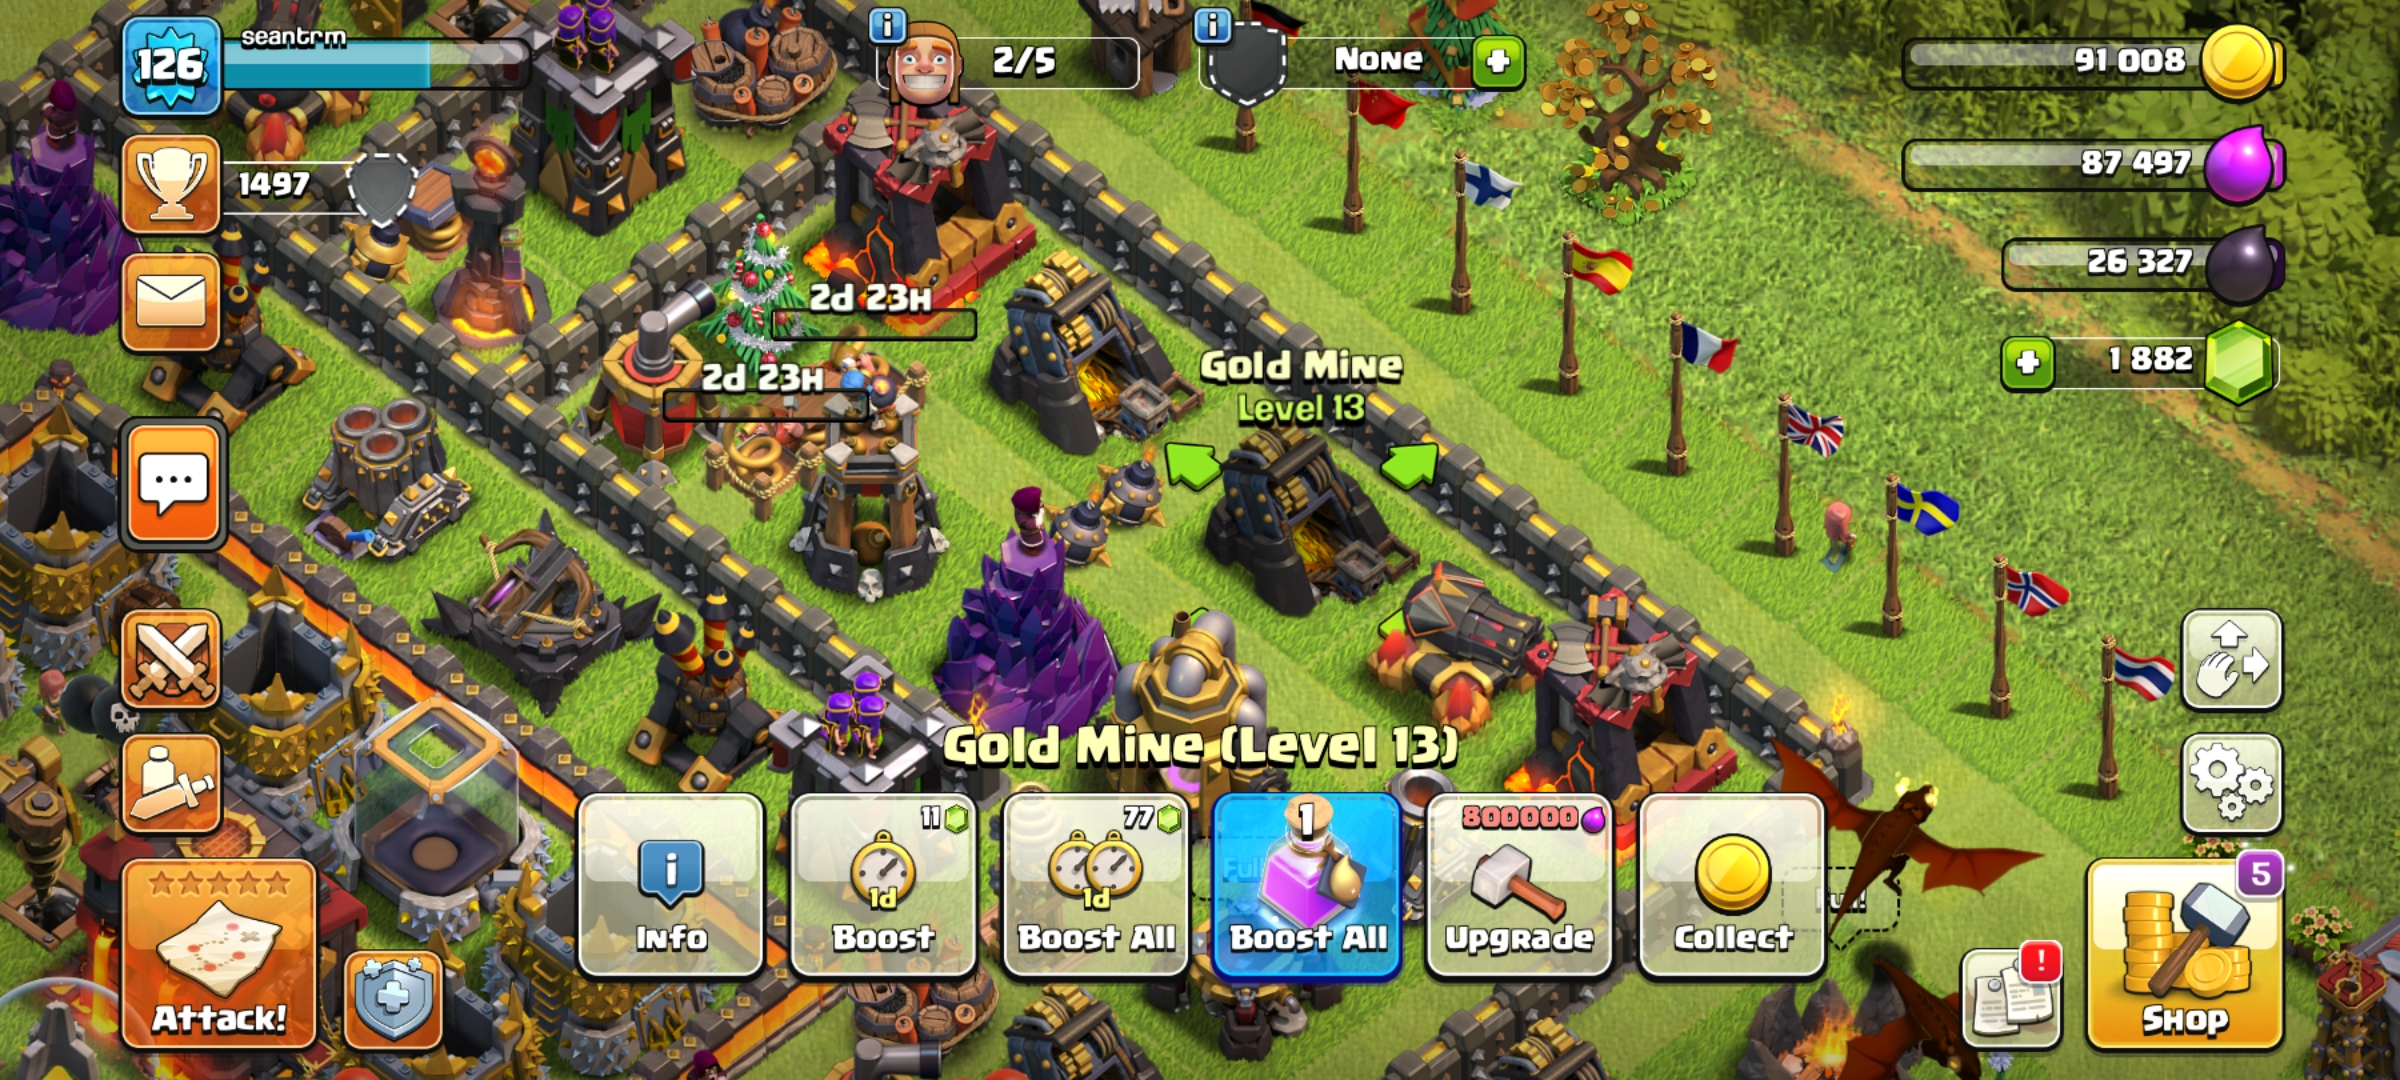 126
seantrm
i
2/5
i
None
91 008
1497
87 497
26 327
1 882
2d 23h
2d 23h
Gold Mine
Level 13
Gold Mine (Level 13)
i
Info
11
1d
Boost
77
1d
Boost All
1
Boost All
800000
Upgrade
Collect
Attack!
!
5
Shop